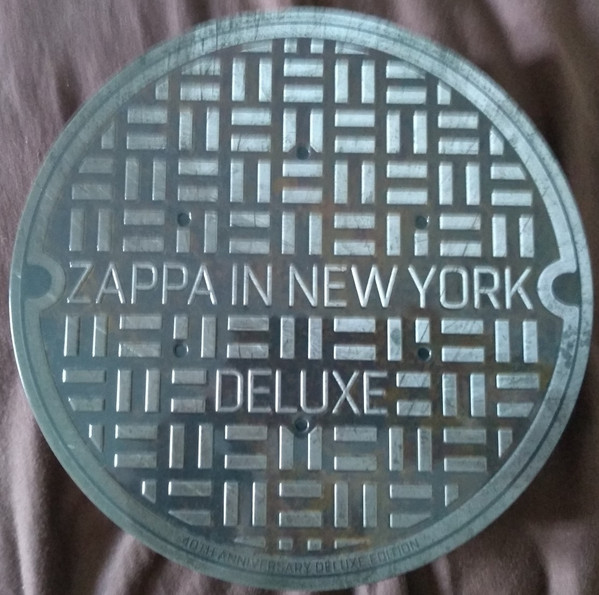 ZAPPA IN NEW YORK
DELUXE
40TH ANNIVERSARY DELUXE EDITION